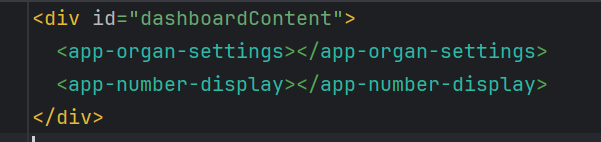 <div id="dashboardContent">
<app-organ-settings></app-organ-settings>
<app-number-display></app-number-display>
</div>